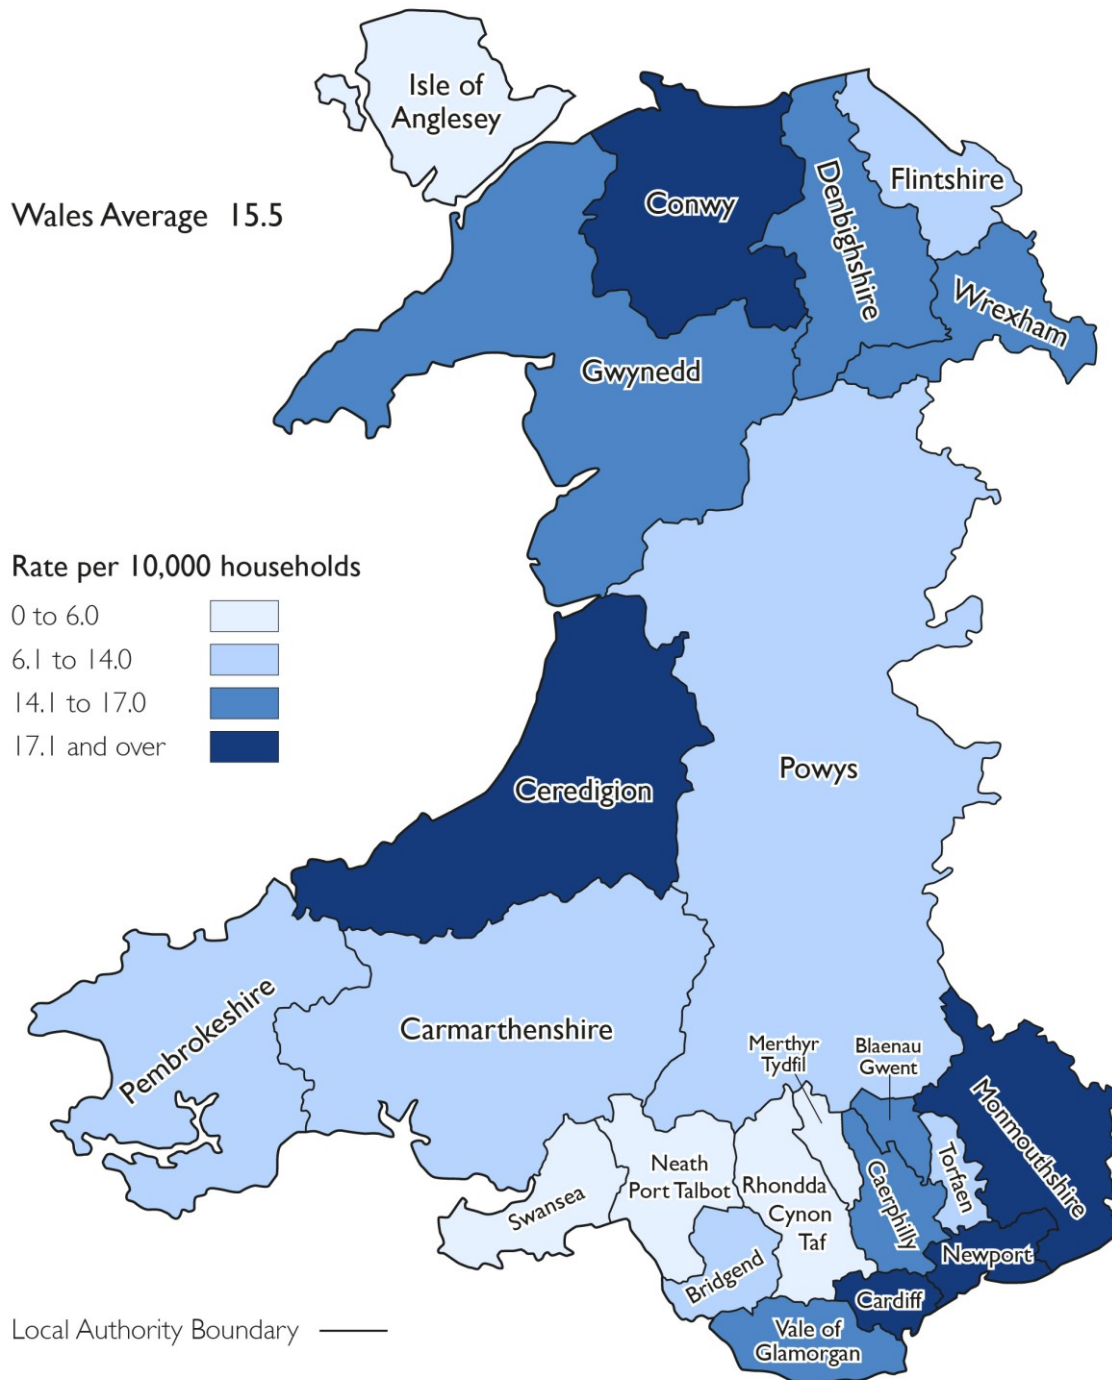 Isle of
Anglesey
Conwy
Denbighshire
Flintshire
Wales Average 15.5
Wrexham
Gwynedd
Rate per 10,000 households
0 to 6.0
6.1 to 14.0
14.1 to 17.0
17.1 and over
Powys
Ceredigion
Pembrokeshire
Carmarthenshire
Merthyr
Tydfil
Blaenau
Gwent
Monmouthshire
Torfaen
Caerphilly
Neath
Port Talbot
Swansea
Rhondda
Cynon
Taf
Bridgend
Newport
Cardiff
Vale of
Glamorgan
Local Authority Boundary